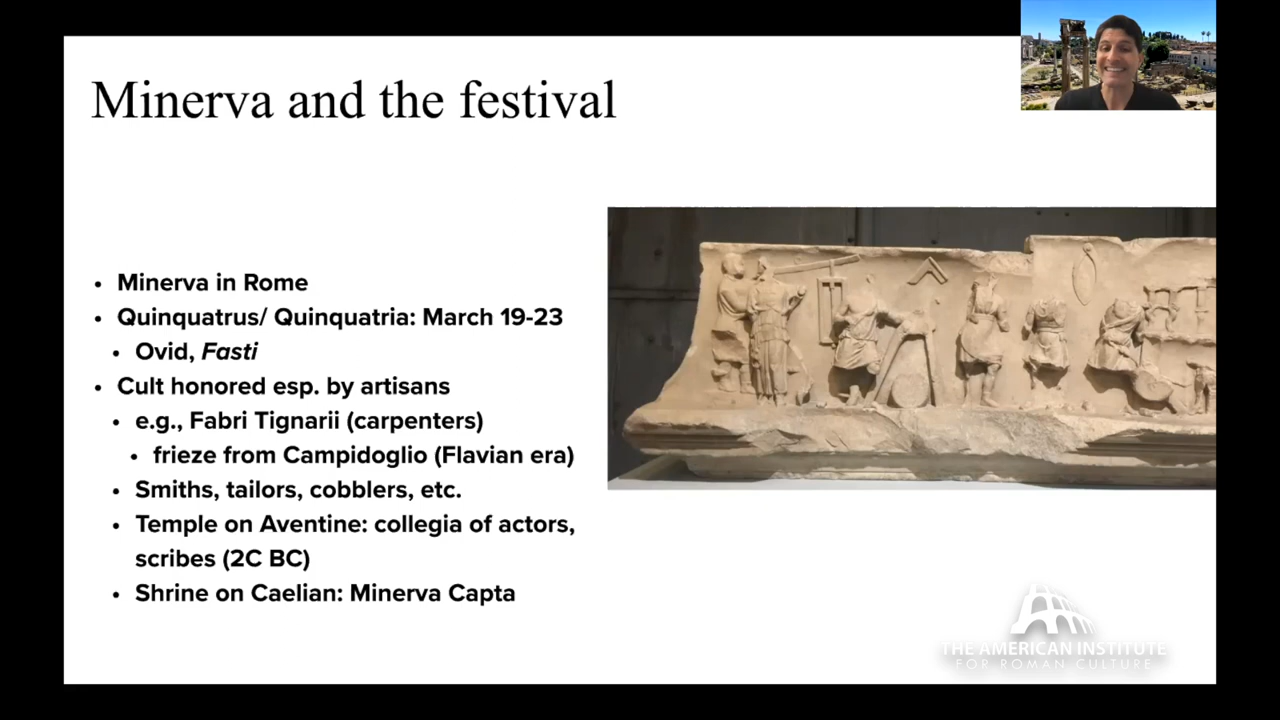 Minerva and the festival
• Minerva in Rome
• Quinquatrus/ Quinquatria: March 19-23
• Ovid, Fasti
• Cult honored esp. by artisans
• e.g., Fabri Tignarii (carpenters)
• frieze from Campidoglio (Flavian era)
• Smiths, tailors, cobblers, etc.
• Temple on Aventine: collegia of actors,
scribes (2C BC)
• Shrine on Caelian: Minerva Capta
THE AMERICAN INSTITUTE
FOR ROMAN CULTURE